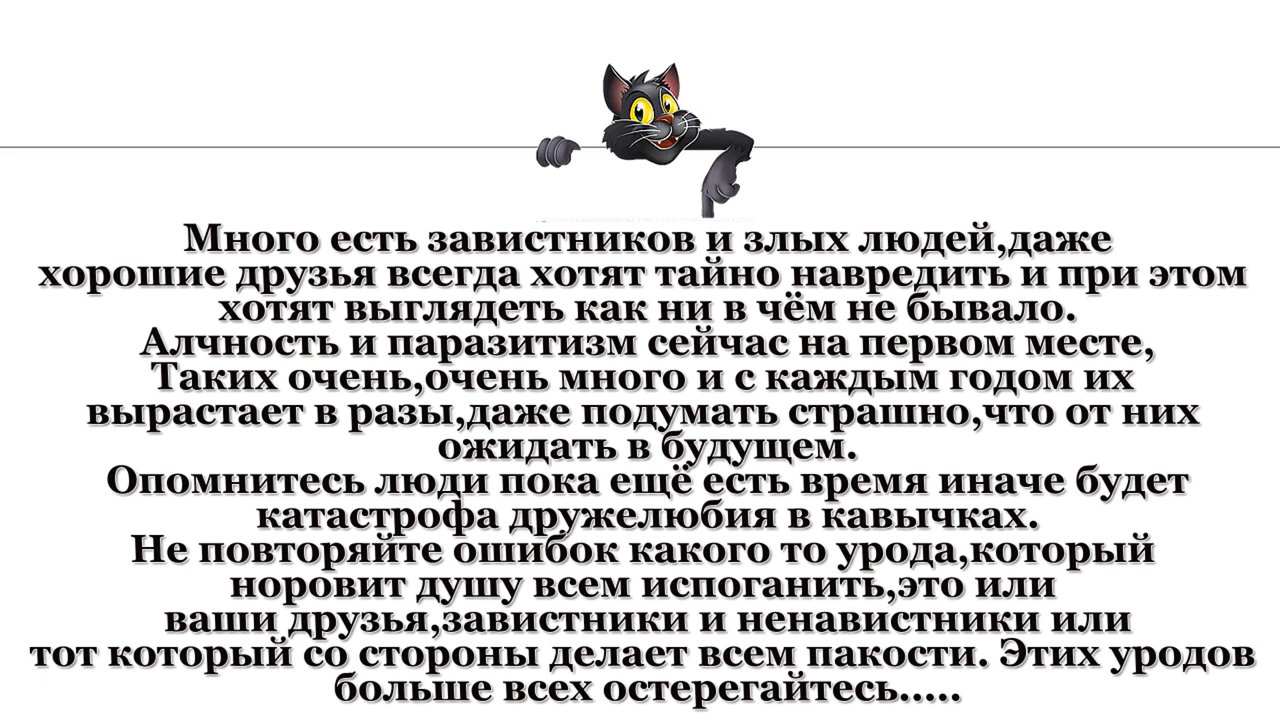 Много есть завистников и злых людей,даже
хорошие друзья всегда хотят тайно навредить и при этом
хотят выглядеть как ни в чём не бывало.
Алчность и паразитизм сейчас на первом месте,
Таких очень,очень много и с каждым годом их
вырастает в разы,даже подумать страшно,что от них
ожидать в будущем.
Опомнитесь люди пока ещё есть время иначе будет
катастрофа дружелюбия в кавычках.
Не повторяйте ошибок какого то урода,который
норовит душу всем испоганить,это или
ваши друзья,завистники и ненавистники или
тот который со стороны делает всем пакости. Этих уродов
больше всех остерегайтесь.....